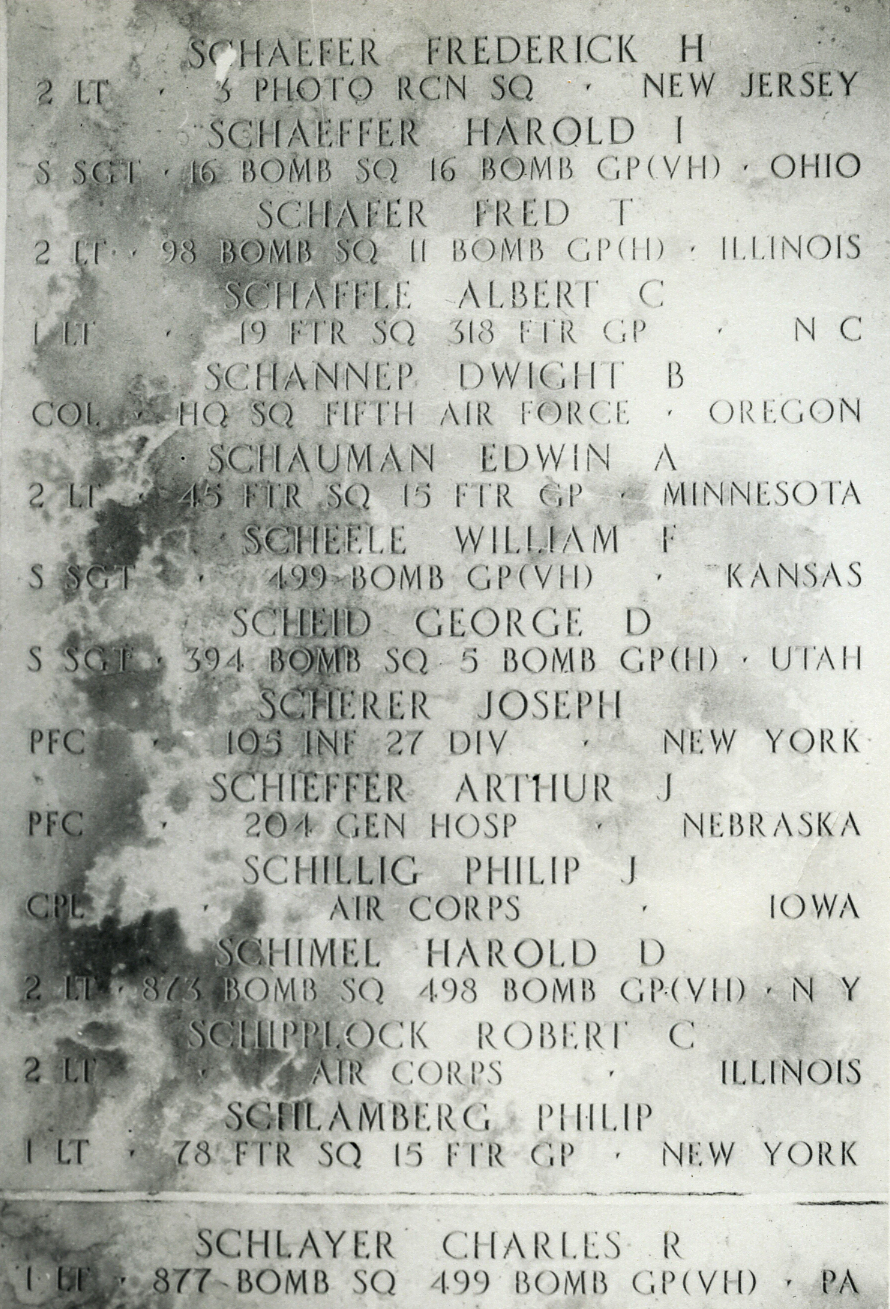 SCHAEFER FREDERICK H
2 LT · 3 PHOTO RCN SQ · NEW JERSEY
SCHAEFFER HAROLD I
S SGT · 16 BOMB SQ 16 BOMB GP(VH) · OHIO
SCHAFER FRED T
2 LT · 98 BOMB SQ 11 BOMB GP(H) · ILLINOIS
SCHAFFLE ALBERT C
1 LT · 19 FTR SQ 318 FTR GP · N C
SCHANNEP DWIGHT B
COL · HQ SQ FIFTH AIR FORCE · OREGON
SCHAUMAN EDWIN A
2 LT · 45 FTR SQ 15 FTR GP · MINNESOTA
SCHEELE WILLIAM F
S SGT · 499 BOMB GP(VH) · KANSAS
SCHEID GEORGE D
S SGT · 394 BOMB SQ 5 BOMB GP(H) · UTAH
SCHERER JOSEPH
PFC · 105 INF 27 DIV · NEW YORK
SCHIEFFER ARTHUR J
PFC · 204 GEN HOSP · NEBRASKA
SCHILLIG PHILIP J
CPL · AIR CORPS · IOWA
SCHIMEL HAROLD D
2 LT · 873 BOMB SQ 498 BOMB GP(VH) · N Y
SCHIPPLOCK ROBERT C
2 LT · AIR CORPS · ILLINOIS
SCHLAMBERG PHILIP
1 LT · 78 FTR SQ 15 FTR GP · NEW YORK
SCHLAYER CHARLES R
1 LT · 877 BOMB SQ 499 BOMB GP(VH) · PA